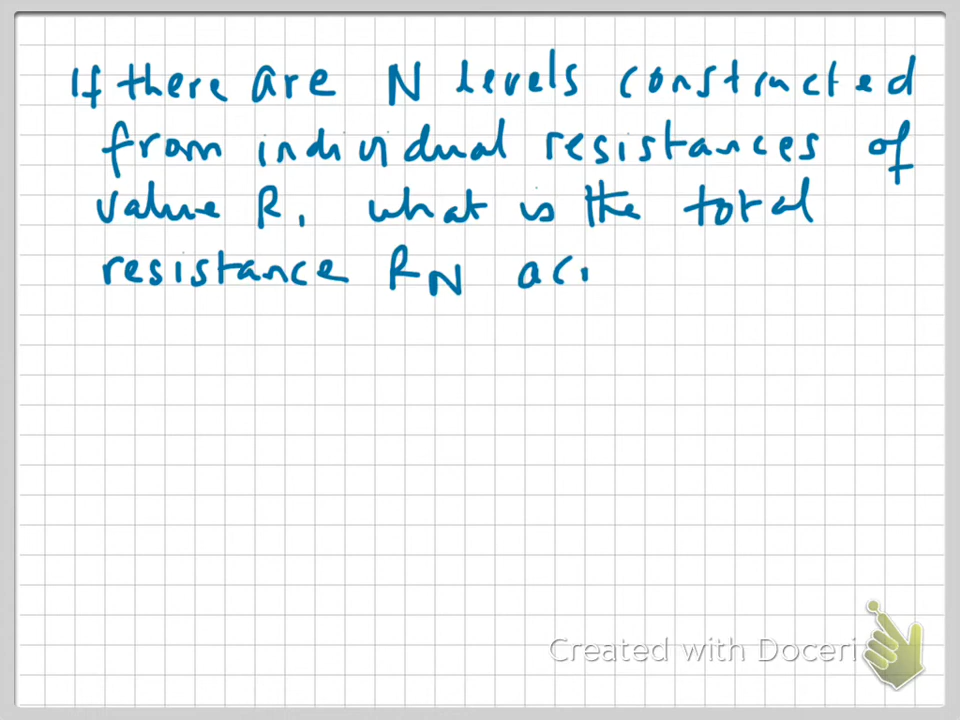 If there are N levels constructed
from individual resistances of
value R, what is the total
resistance RN ac
Created with Doceri